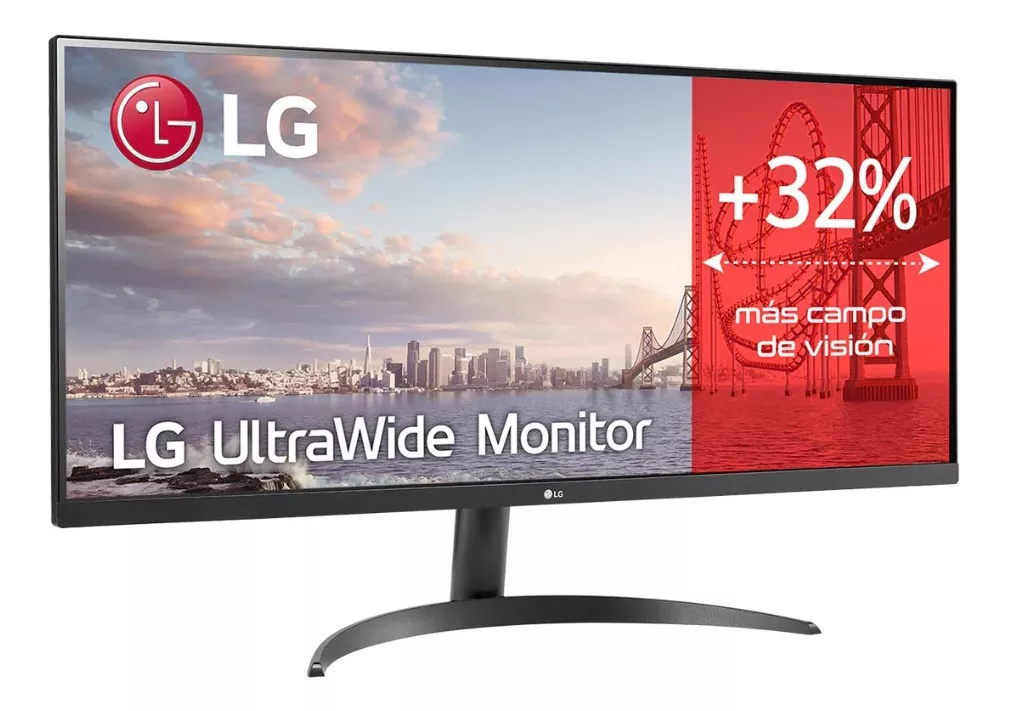 LG
+32%
más campo
de visión
LG UltraWide Monitor
LG